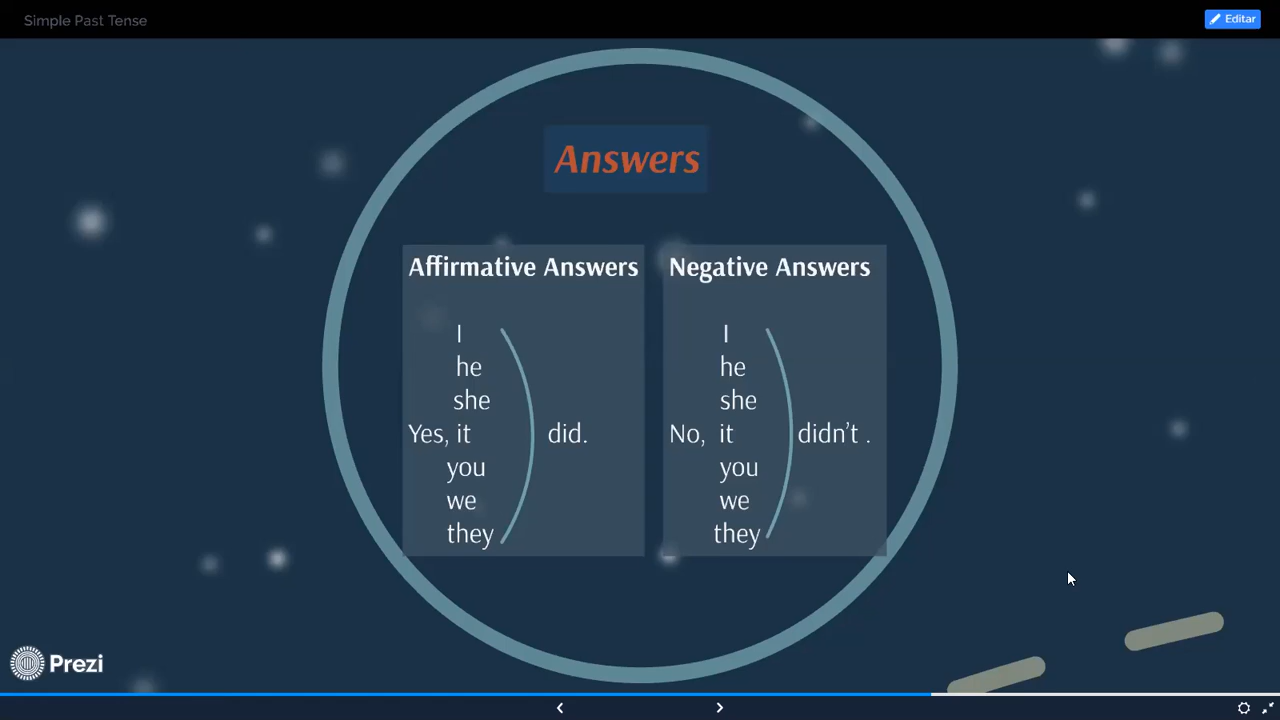 Simple Past Tense
Editar
Answers
Affirmative Answers
I
he
she
Yes, it did.
you
we
they
Negative Answers
I
he
she
No, it didn't .
you
we
they
Prezi